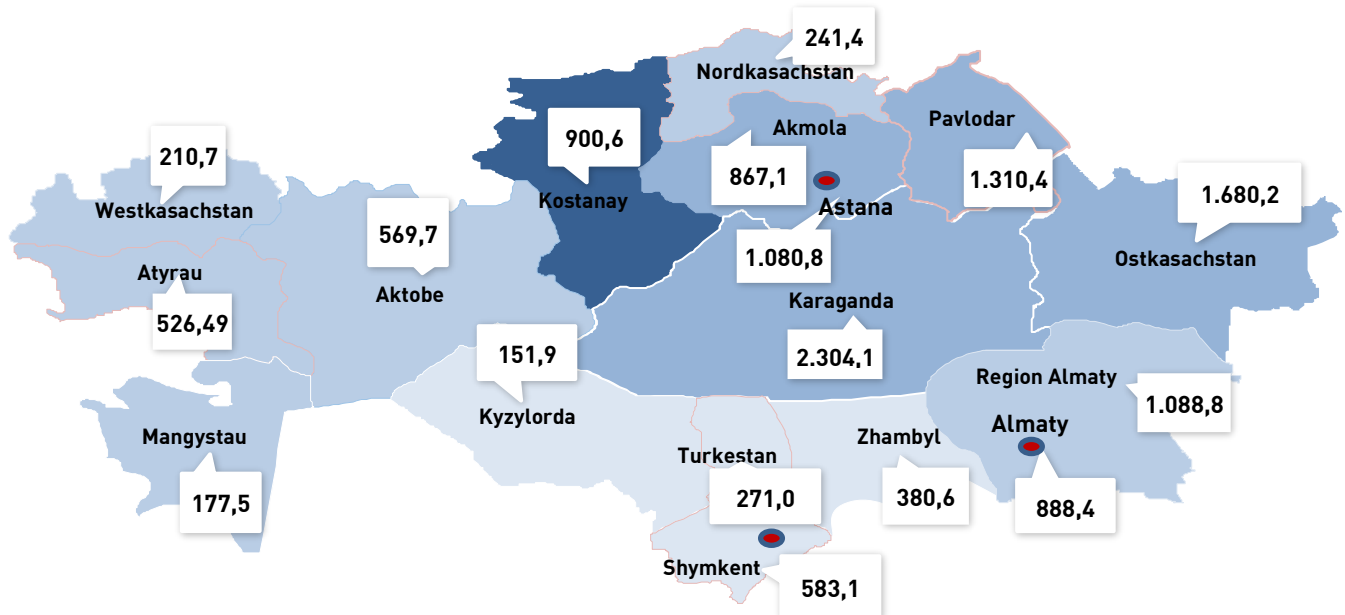 241,4
Nordkasachstan
900,6
Kostanay
Akmola
867,1
Astana
1.080,8
Pavlodar
1.310,4
1.680,2
Ostkasachstan
210,7
Westkasachstan
569,7
Aktobe
Atyrau
526,49
Karaganda
2.304,1
151,9
Kyzylorda
Mangystau
177,5
Turkestan
271,0
Shymkent
583,1
Zhambyl
380,6
Region Almaty
1.088,8
Almaty
888,4